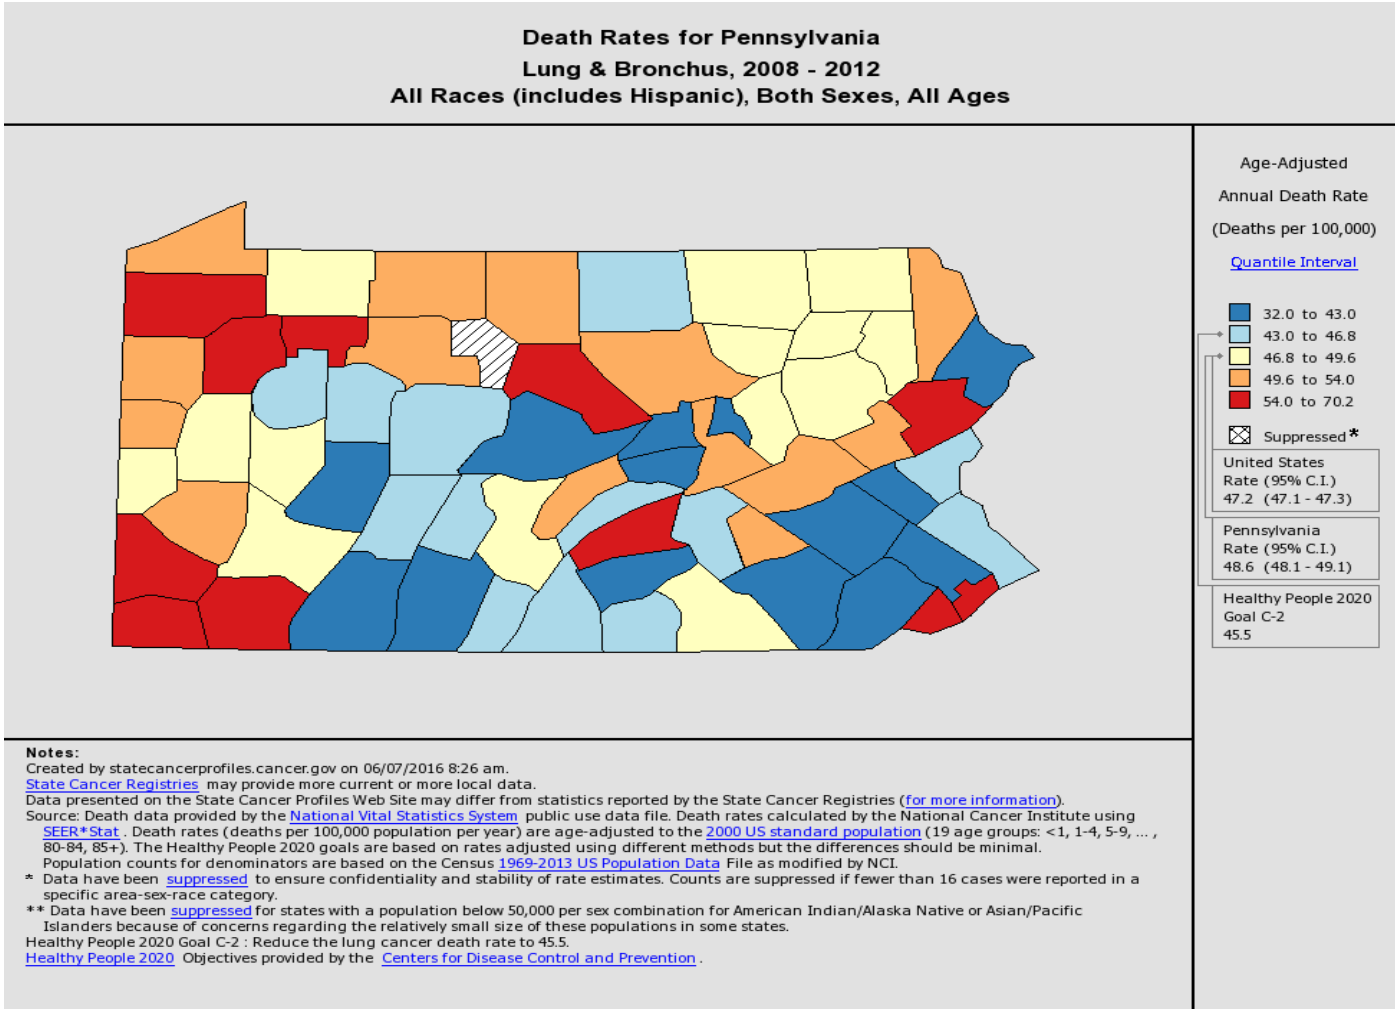 Death Rates for Pennsylvania
Lung & Bronchus, 2008 - 2012
All Races (includes Hispanic), Both Sexes, All Ages
Age-Adjusted
Annual Death Rate
(Deaths per 100,000)
Quantile Interval
32.0 to 43.0
43.0 to 46.8
46.8 to 49.6
49.6 to 54.0
54.0 to 70.2
Suppressed*
United States
Rate (95% C.I.)
47.2 (47.1 - 47.3)
Pennsylvania
Rate (95% C.I.)
48.6 (48.1 - 49.1)
Healthy People 2020
Goal C-2
45.5
Notes:
Created by statecancerprofiles.cancer.gov on 06/07/2016 8:26 am.
State Cancer Registries may provide more current or more local data.
Data presented on the State Cancer Profiles Web Site may differ from statistics reported by the State Cancer Registries (for more information).
Source: Death data provided by the National Vital Statistics System public use data file. Death rates calculated by the National Cancer Institute using
SEER*Stat . Death rates (deaths per 100,000 population per year) are age-adjusted to the 2000 US standard population (19 age groups: <1, 1-4, 5-9, ... ,
80-84, 85+). The Healthy People 2020 goals are based on rates adjusted using different methods but the differences should be minimal.
Population counts for denominators are based on the Census 1969-2013 US Population Data File as modified by NCI.
* Data have been suppressed to ensure confidentiality and stability of rate estimates. Counts are suppressed if fewer than 16 cases were reported in a
specific area-sex-race category.
** Data have been suppressed for states with a population below 50,000 per sex combination for American Indian/Alaska Native or Asian/Pacific
Islanders because of concerns regarding the relatively small size of these populations in some states.
Healthy People 2020 Goal C-2 : Reduce the lung cancer death rate to 45.5.
Healthy People 2020 Objectives provided by the Centers for Disease Control and Prevention .